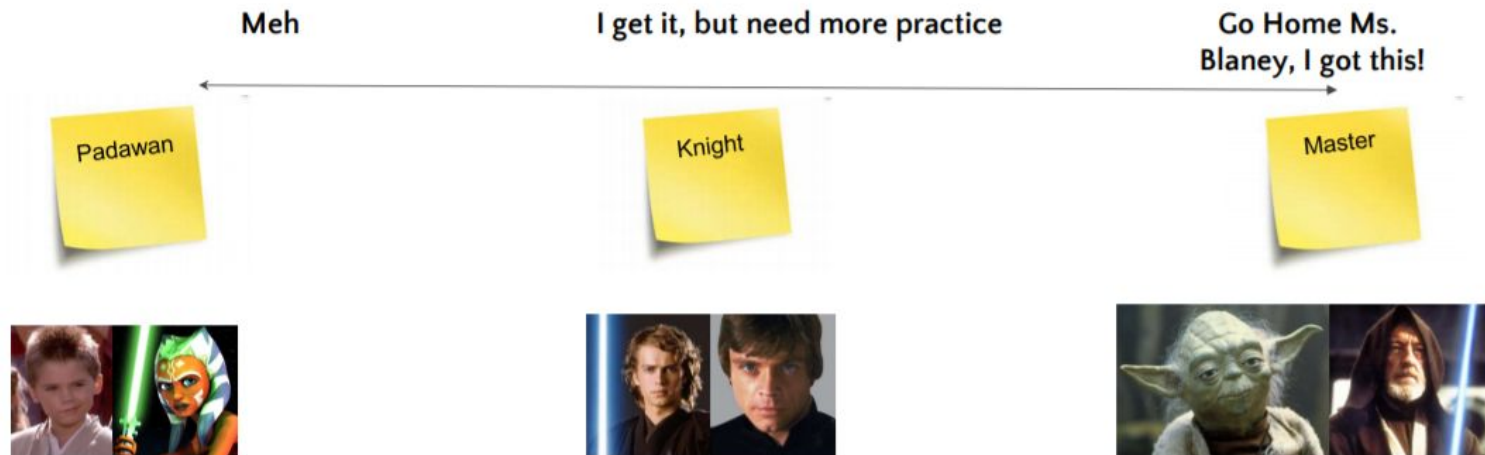 Meh
I get it, but need more practice
Go Home Ms.
Blaney, I got this!
Padawan
Knight
Master